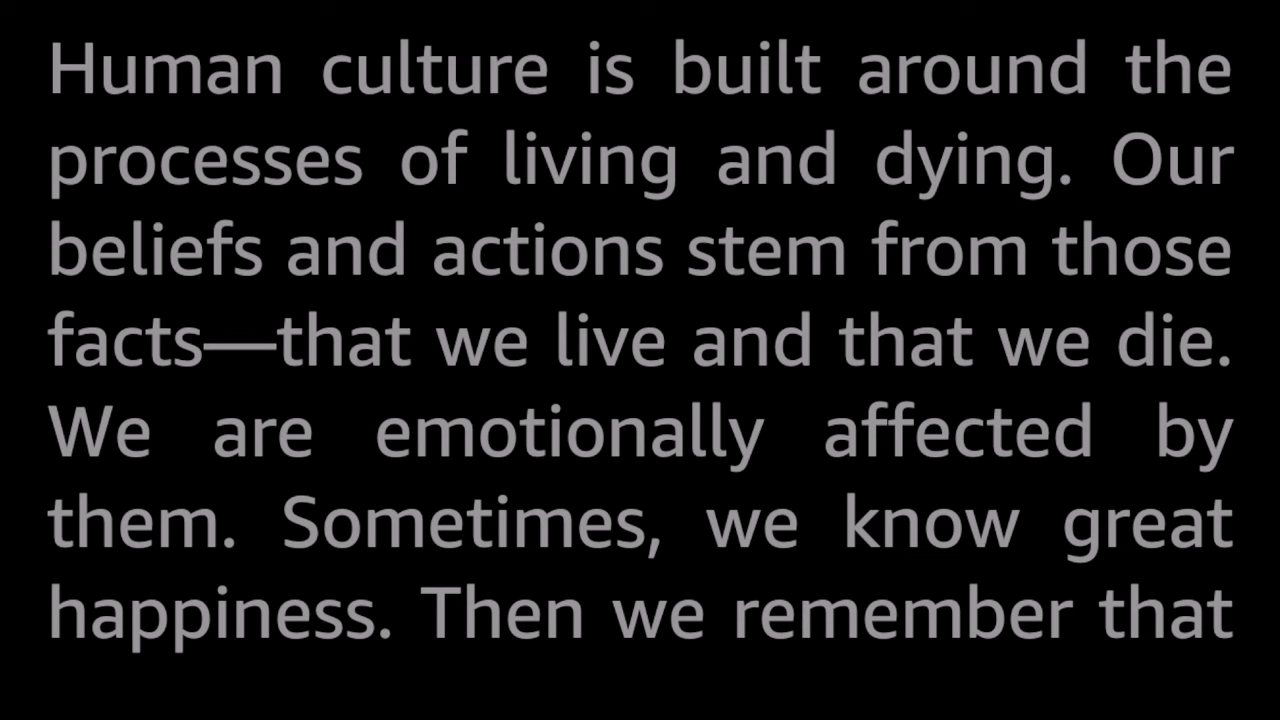 Human culture is built around the
processes of living and dying. Our
beliefs and actions stem from those
facts—that we live and that we die.
We are emotionally affected by
them. Sometimes, we know great
happiness. Then we remember that